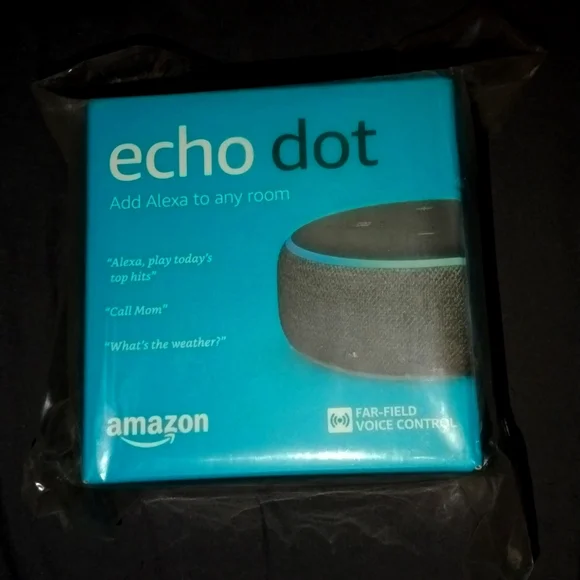 echo dot
Add Alexa to any room
“Alexa, play today's
top hits”
“Call Mom”
“What's the weather?”
amazon
FAR-FIELD
VOICE CONTROL